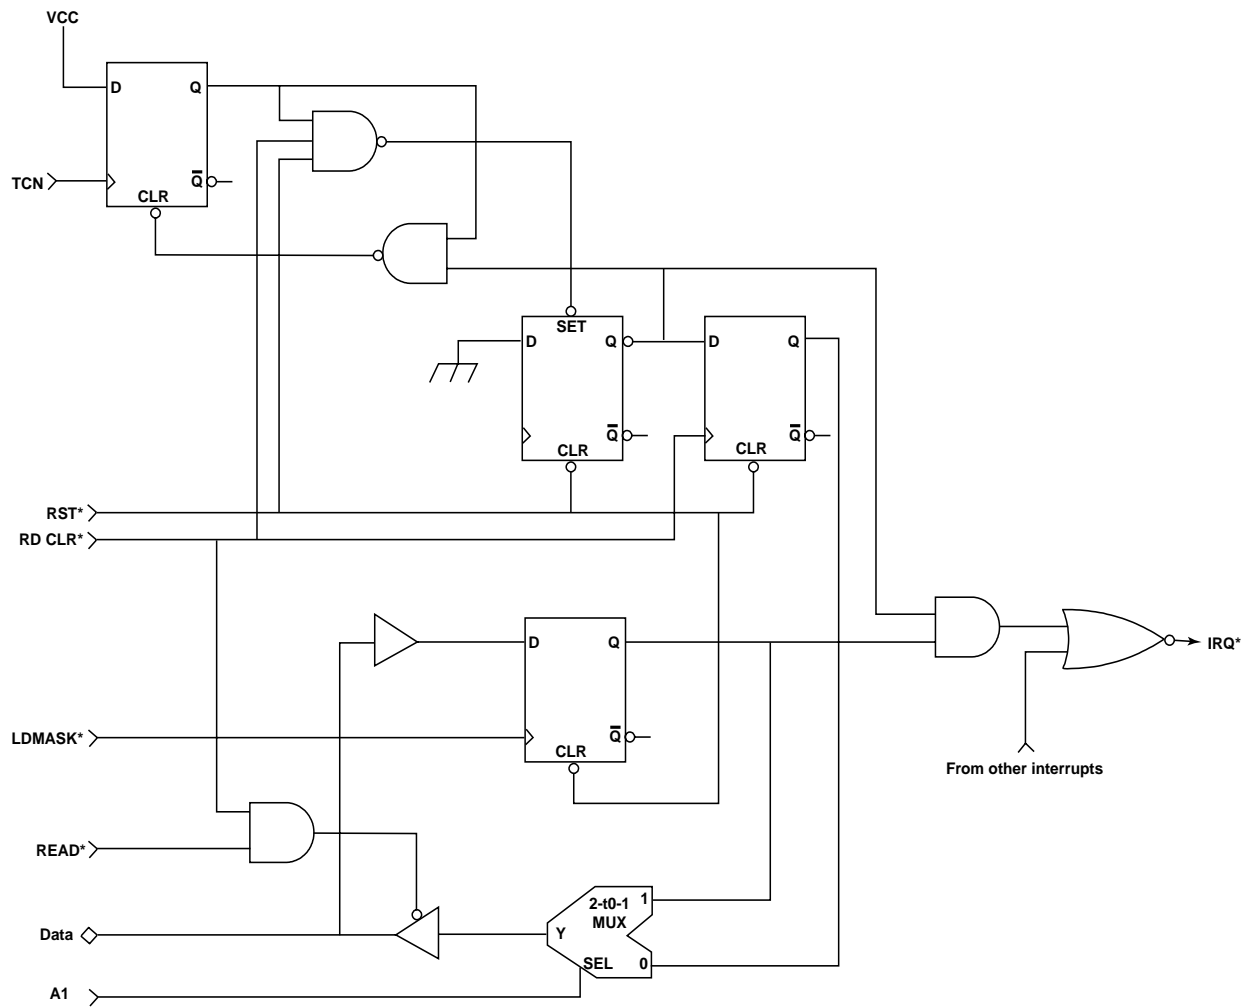 VCC
D Q
TCN
Q
CLR
SET
D Q
D Q
Q
Q
CLR
CLR
RST*
RD CLR*
D Q
IRQ*
LDMASK*
Q
CLR
From other interrupts
READ*
2-t0-1 1
MUX
Data
Y
SEL 0
A1